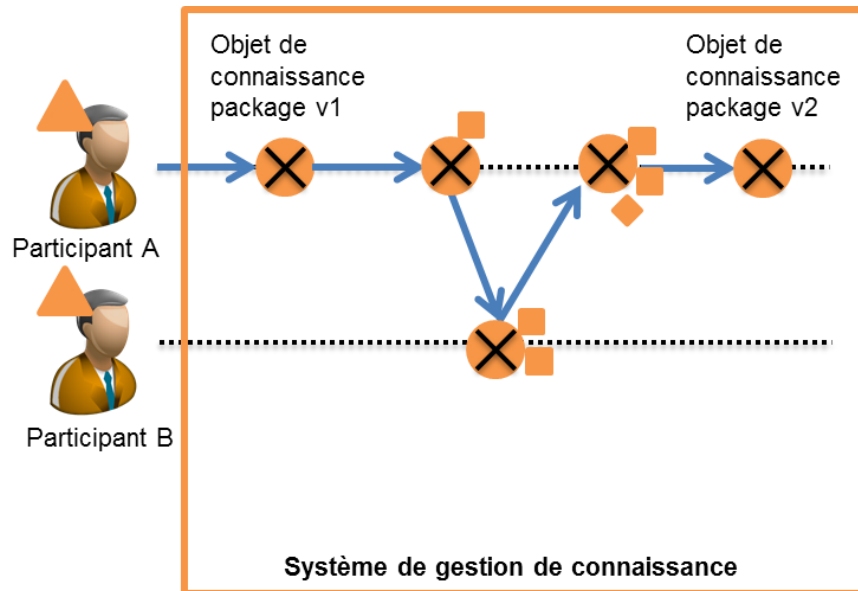 Objet de
connaissance
package v1
Objet de
connaissance
package v2
Participant A
Participant B
Système de gestion de connaissance